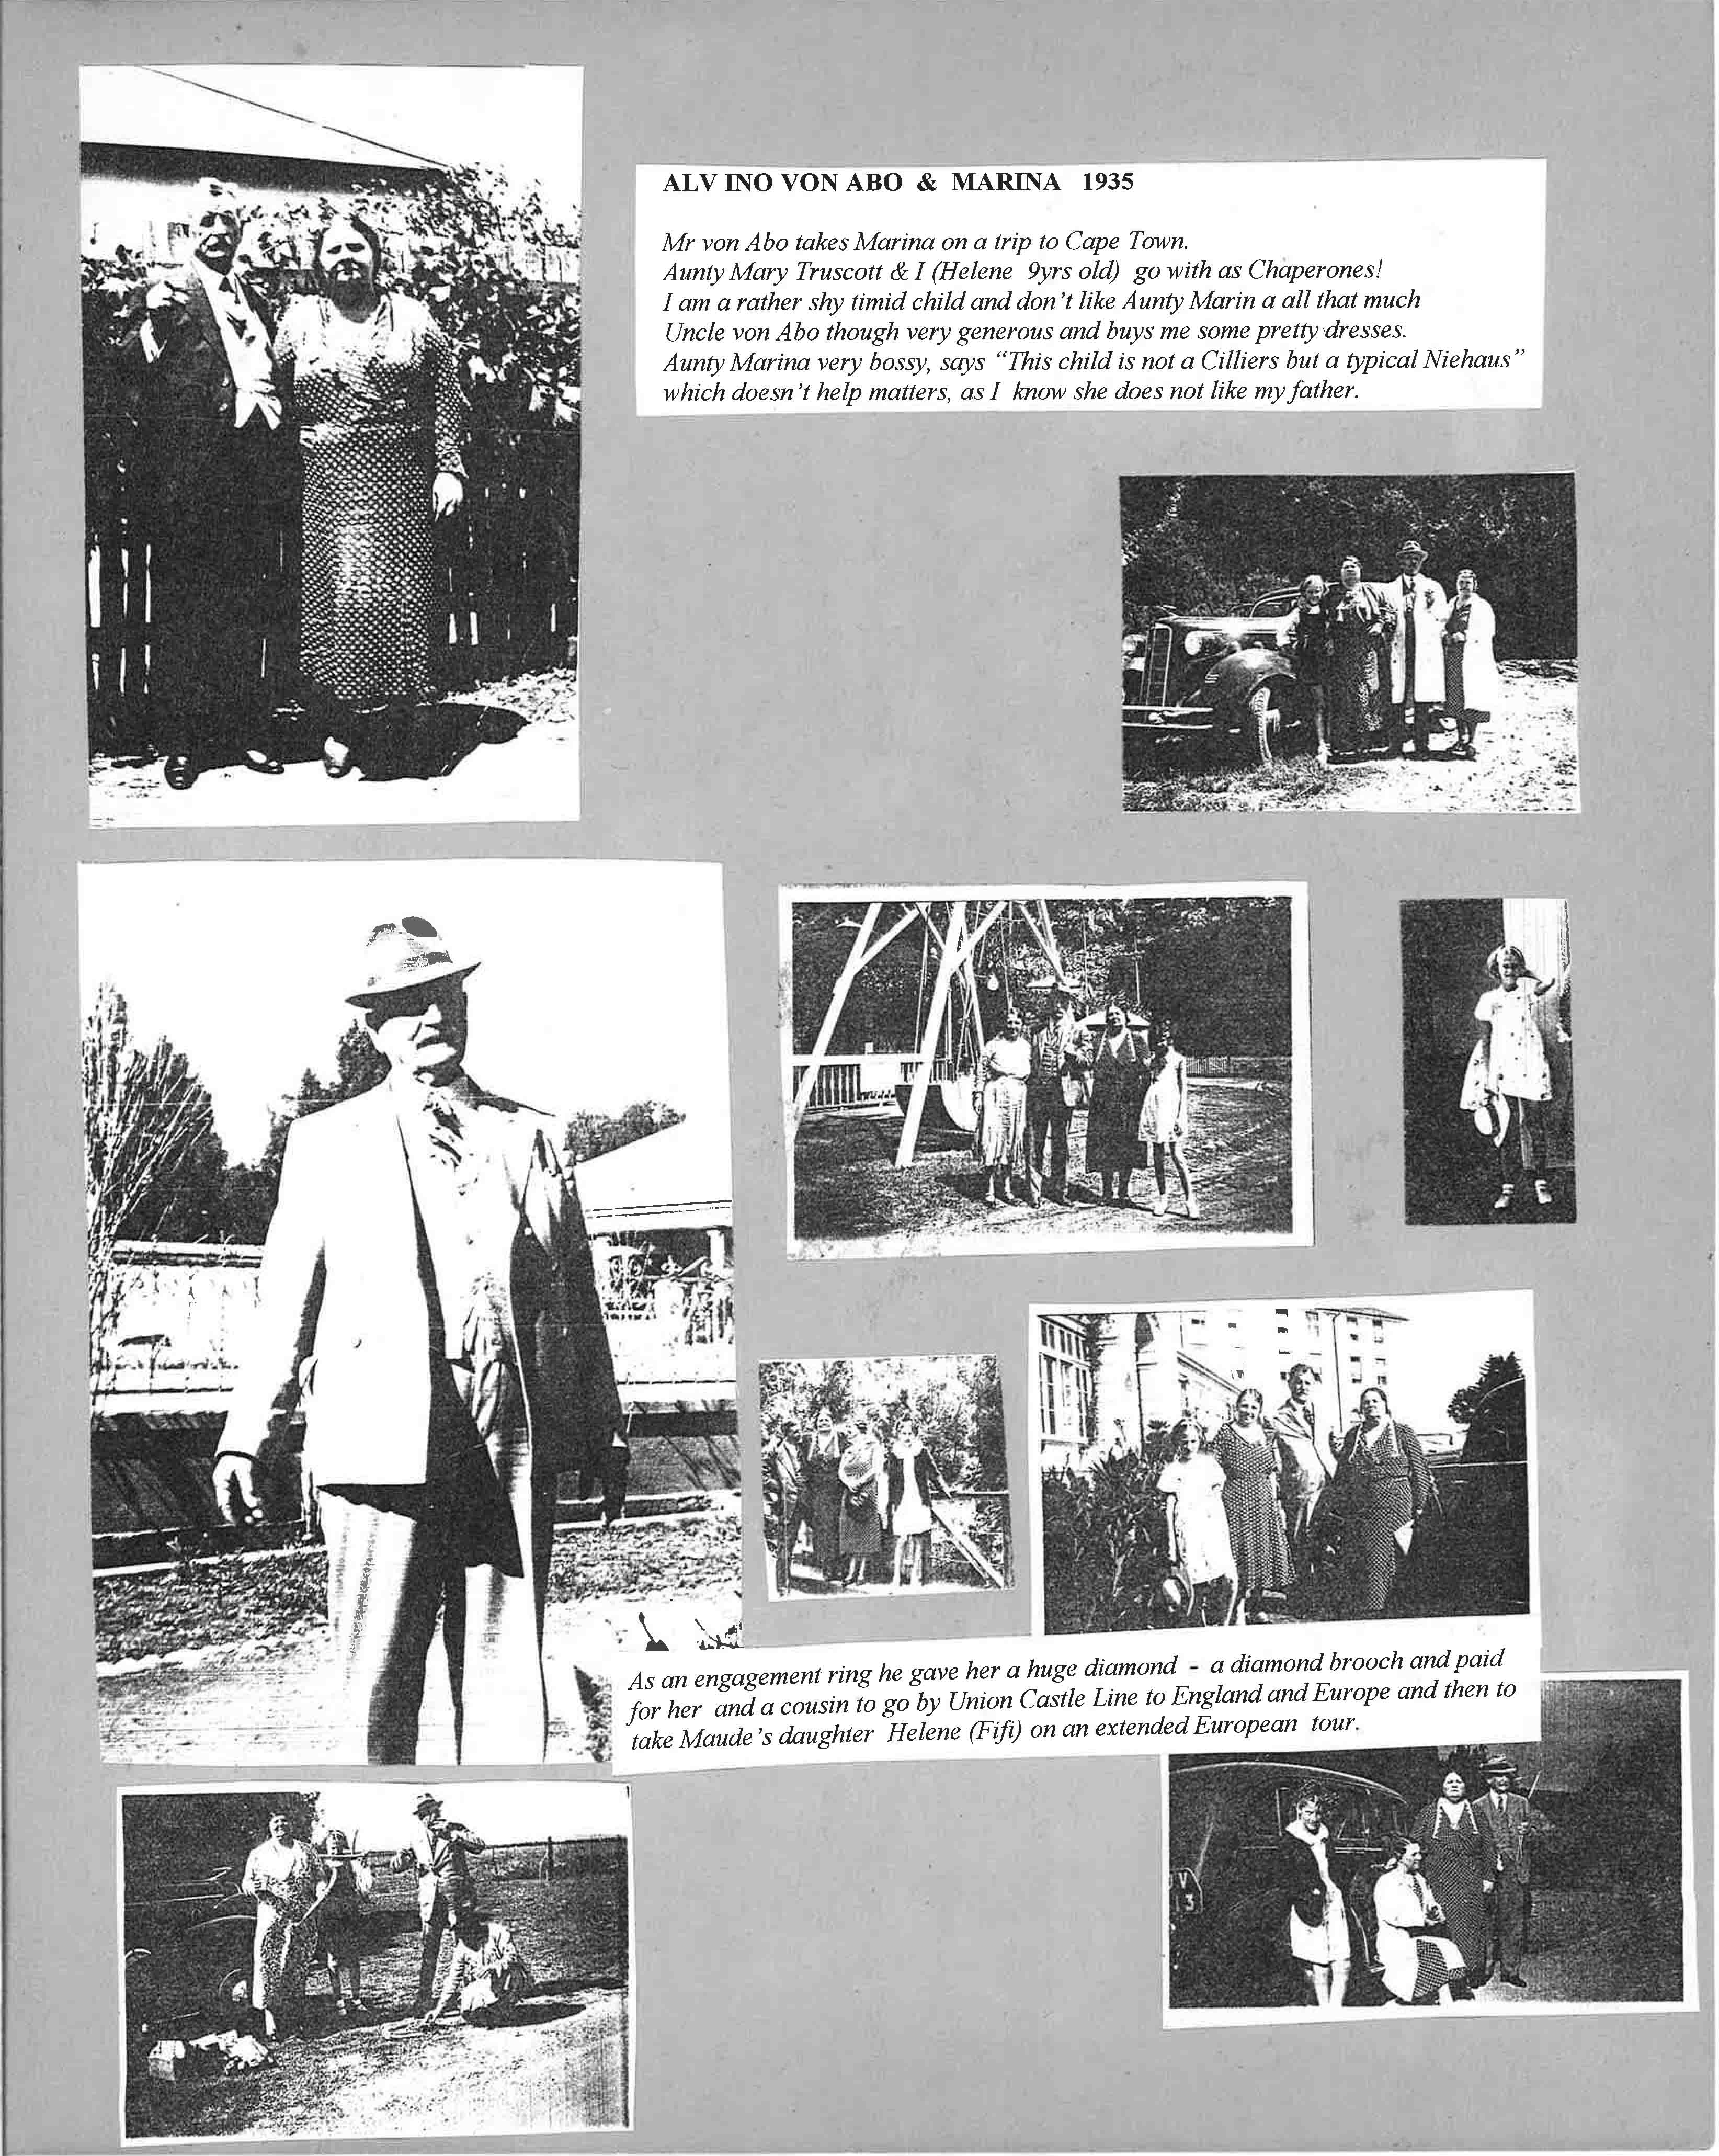 ALV INO VON ABO & MARINA 1935
Mr von Abo takes Marina on a trip to Cape Town.
Aunty Mary Truscott & I (Helene 9yrs old) go with as Chaperones!
I am a rather shy timid child and don't like Aunty Marin a all that much
Uncle von Abo though very generous and buys me some pretty dresses.
Aunty Marina very bossy, says "This child is not a Cilliers but a typical Niehaus"
which doesn't help matters, as I know she does not like my father.
As an engagement ring he gave her a huge diamond - a diamond brooch and paid
for her and a cousin to go by Union Castle Line to England and Europe and then to
take Maude's daughter Helene (Fifi) on an extended European tour.